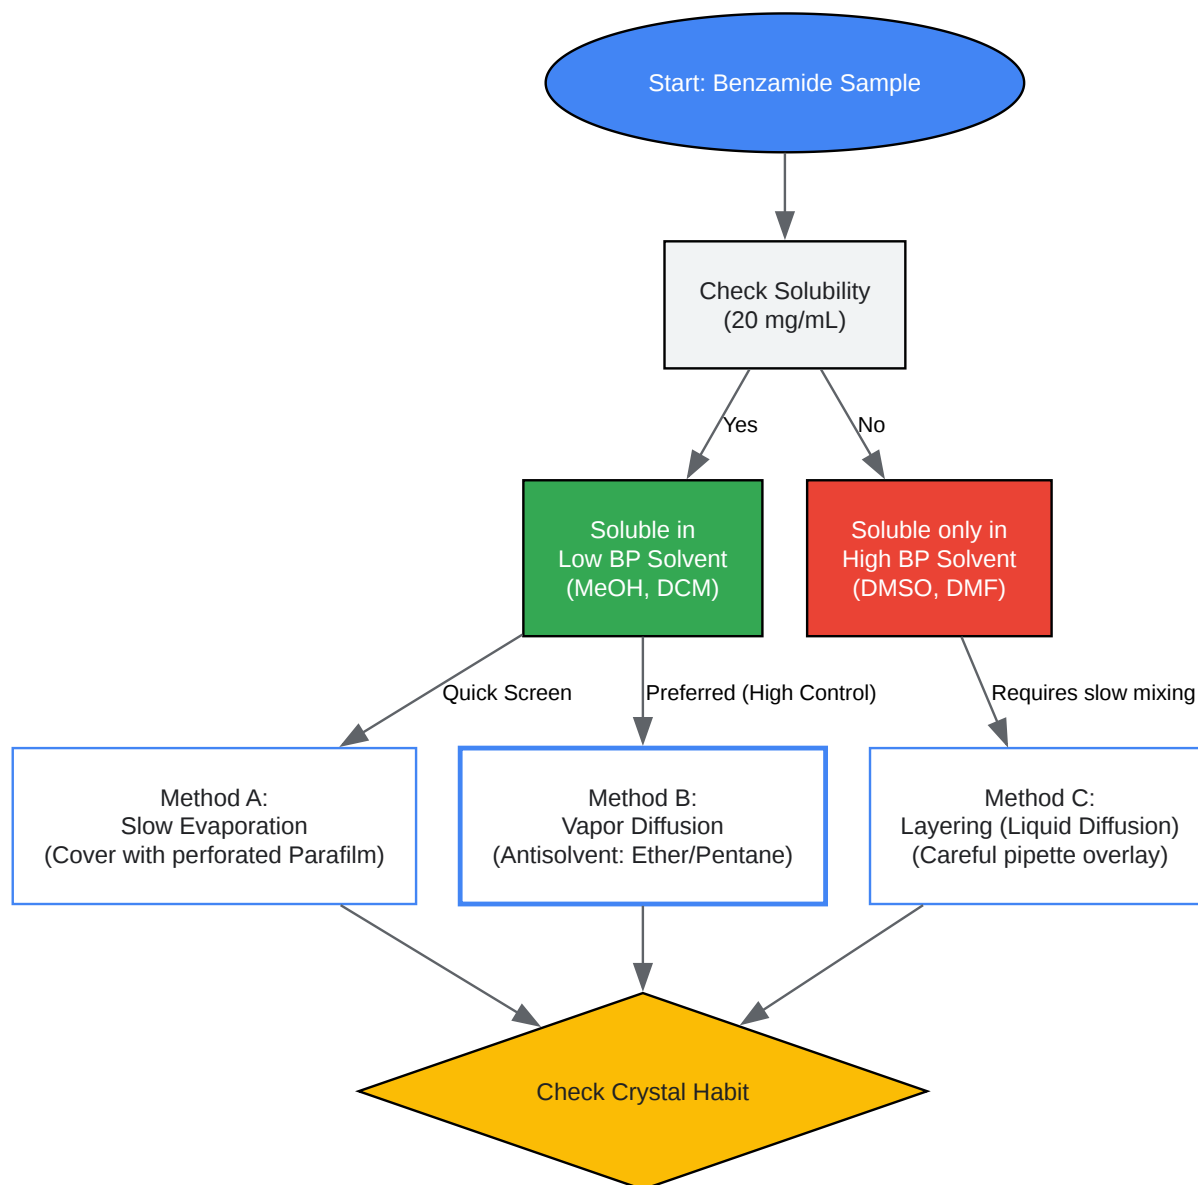 Start: Benzamide Sample
Check Solubility
(20 mg/mL)
Yes
No
Soluble in
Low BP Solvent
(MeOH, DCM)
Soluble only in
High BP Solvent
(DMSO, DMF)
Quick Screen
Preferred (High Control)
Requires slow mixing
Method A:
Slow Evaporation
(Cover with perforated Parafilm)
Method B:
Vapor Diffusion
(Antisolvent: Ether/Pentane)
Method C:
Layering (Liquid Diffusion)
(Careful pipette overlay)
Check Crystal Habit